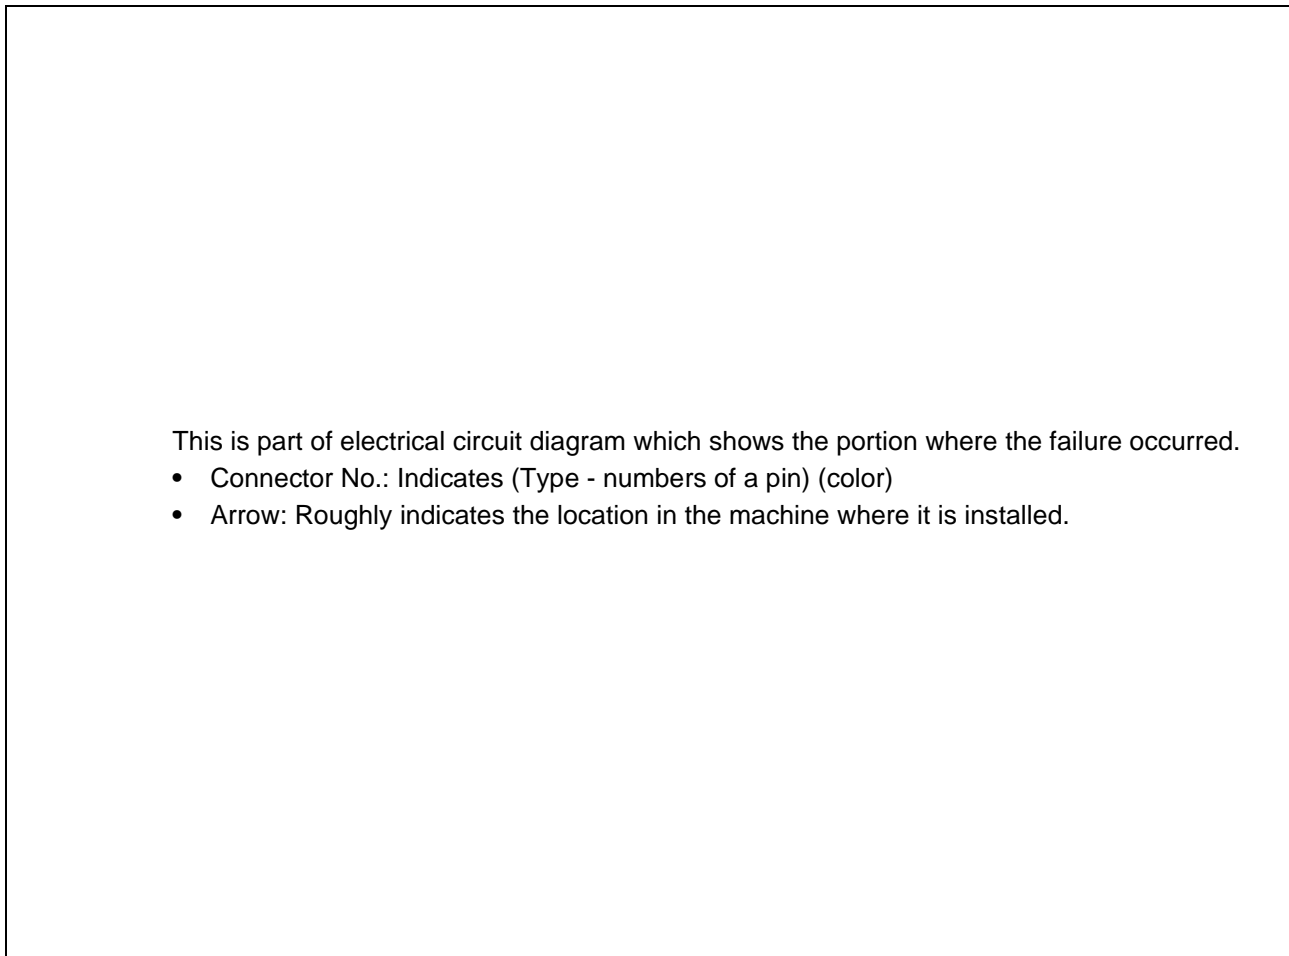 This is part of electrical circuit diagram which shows the portion where the failure occurred.
• Connector No.: Indicates (Type - numbers of a pin) (color)
• Arrow: Roughly indicates the location in the machine where it is installed.